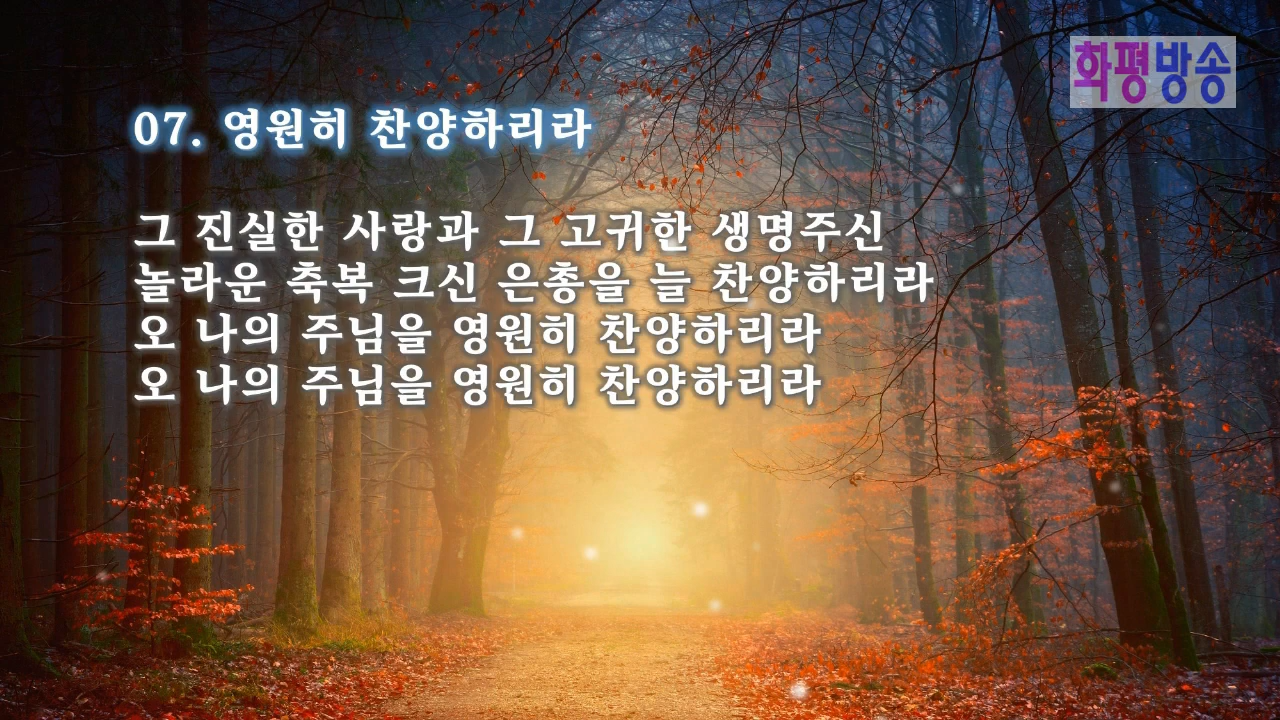 화평방송
07. 영원히 찬양하리라
그 진실한 사랑과 그 고귀한 생명주신
놀라운 축복 크신 은총을 늘 찬양하리라
오 나의 주님을 영원히 찬양하리라
오 나의 주님을 영원히 찬양하리라